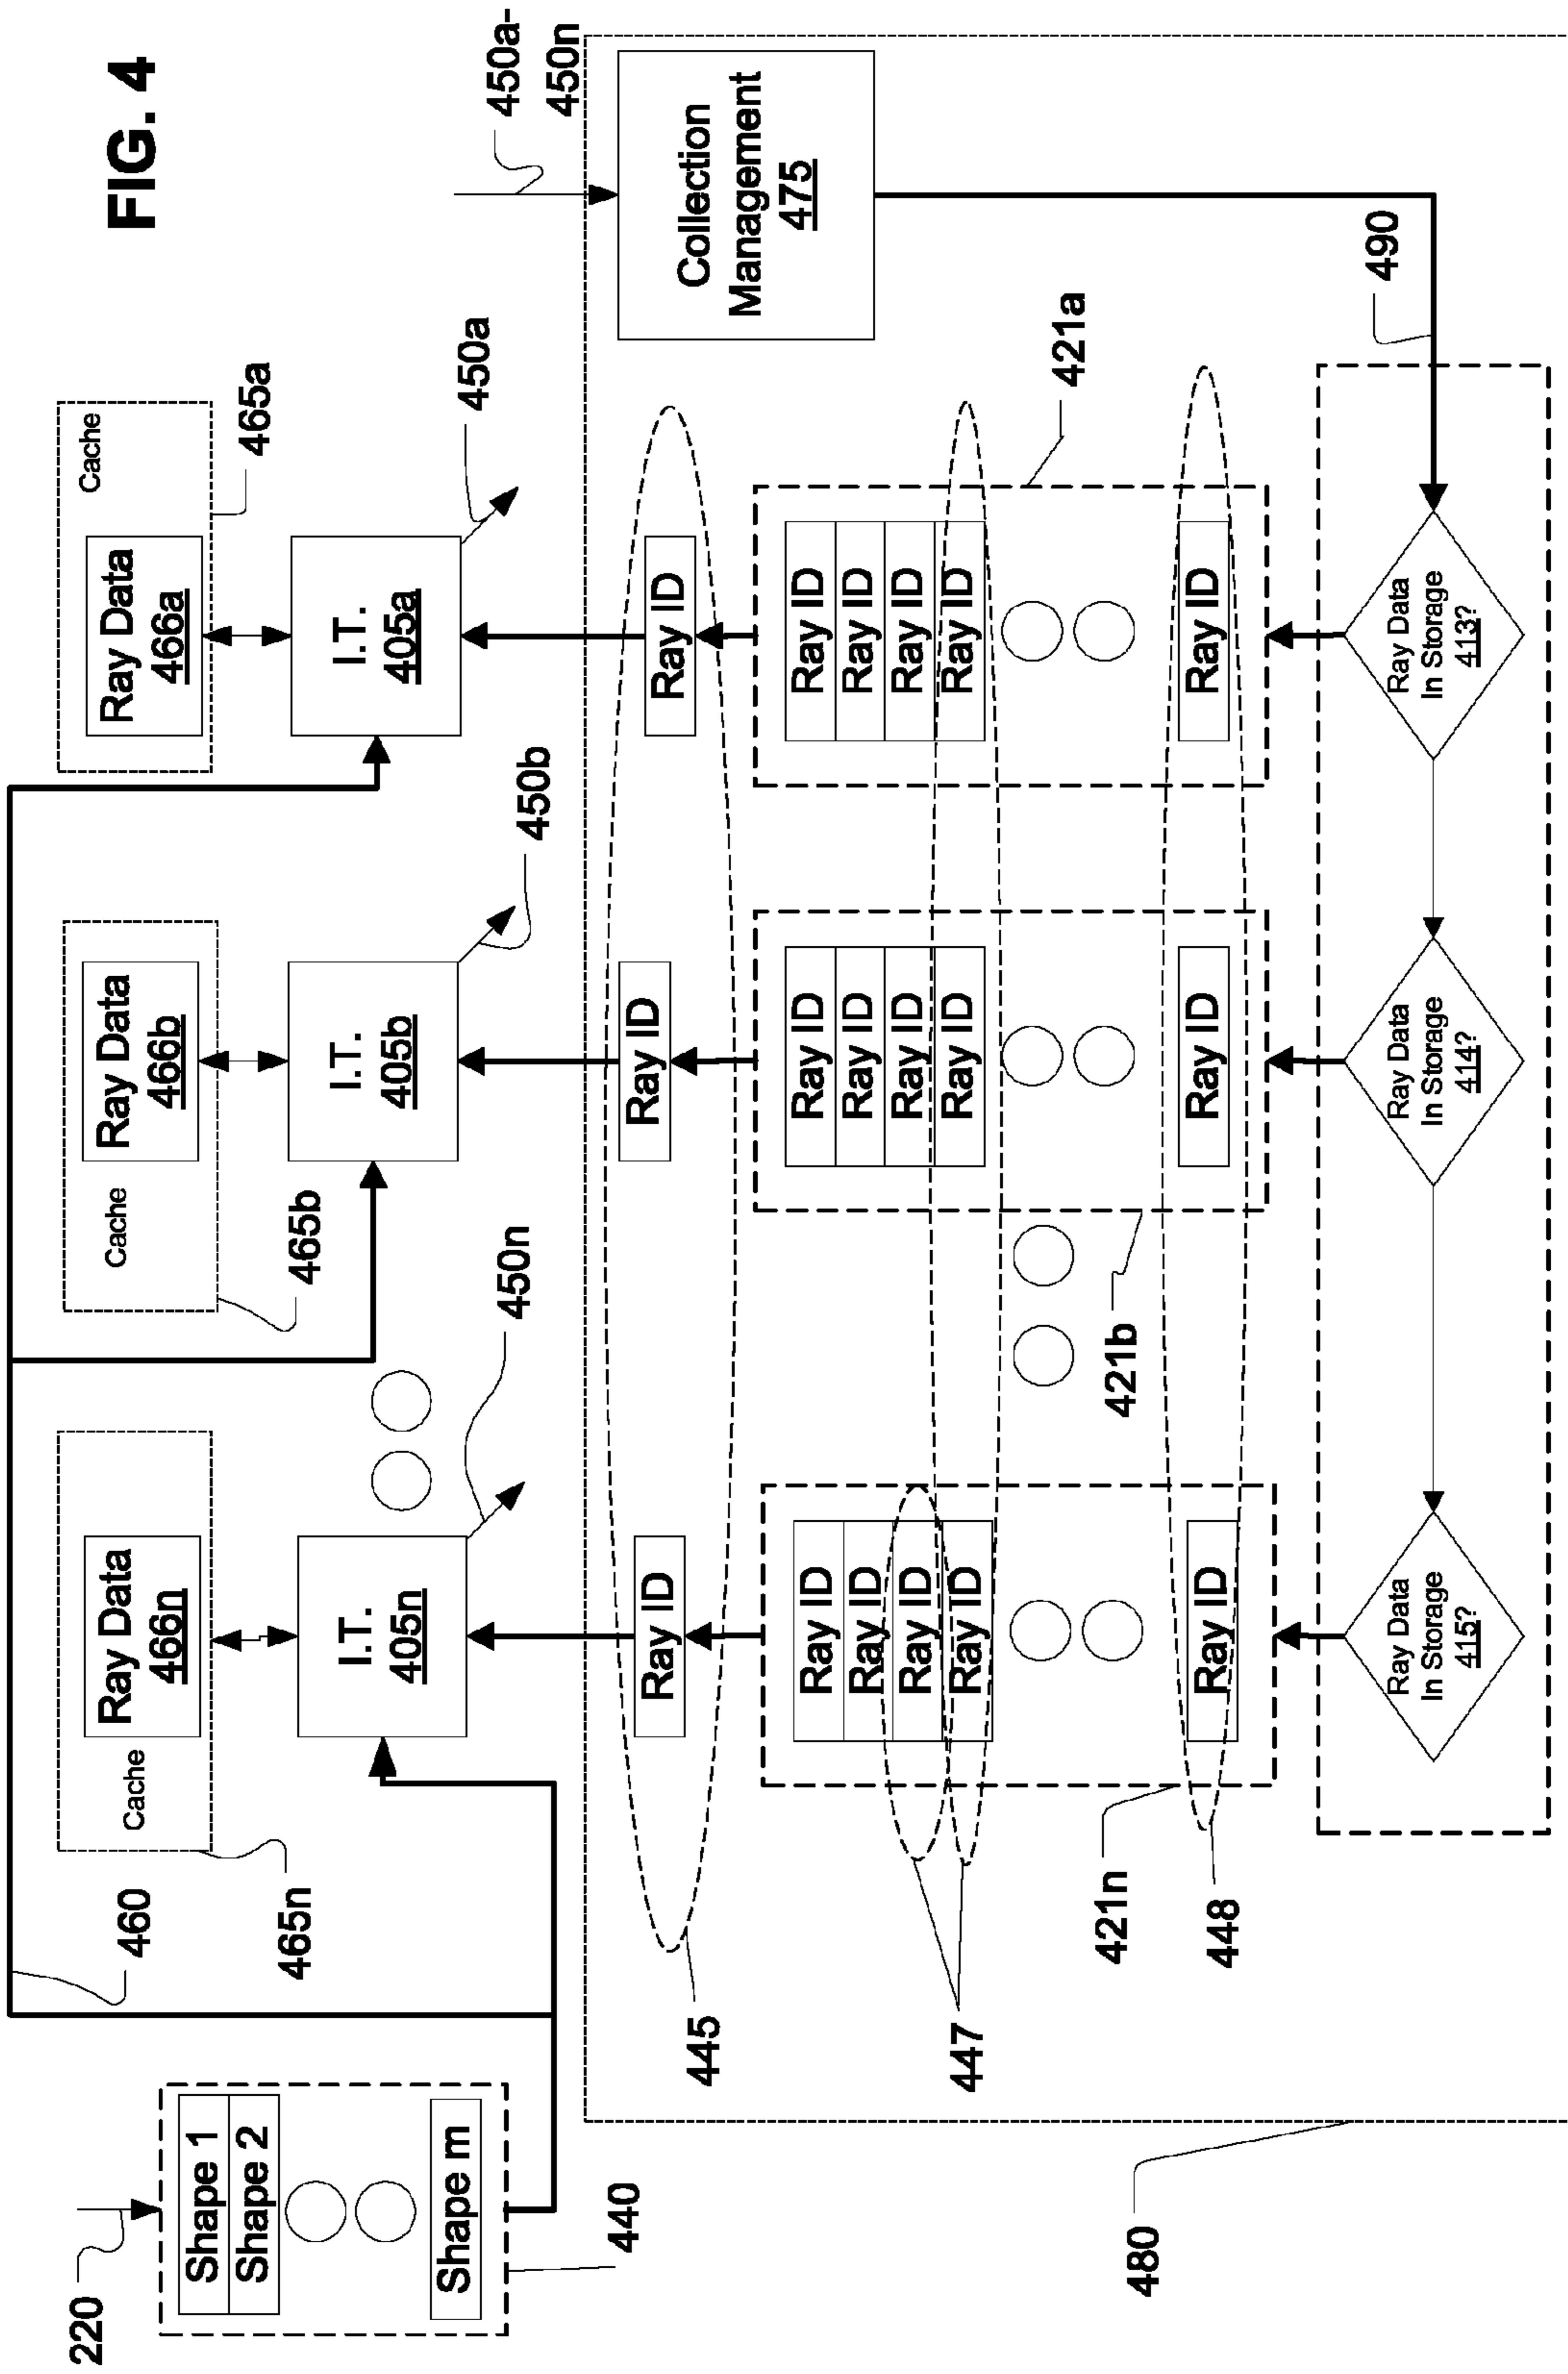 FIG. 4
220
Shape 1
Shape 2
Shape m
440
460
Cache
Ray Data
466n
465n
I.T.
405n
450n
Cache
Ray Data
466b
465b
I.T.
405b
450b
Cache
Ray Data
466a
465a
I.T.
405a
450a
450a-
450n
Collection
Management
475
445
Ray ID
Ray ID
Ray ID
447
Ray ID
Ray ID
Ray ID
Ray ID
Ray ID
421n
448
Ray ID
Ray ID
Ray ID
Ray ID
Ray ID
421b
Ray ID
Ray ID
Ray ID
Ray ID
Ray ID
421a
480
490
Ray Data
In Storage
415?
Ray Data
In Storage
414?
Ray Data
In Storage
413?